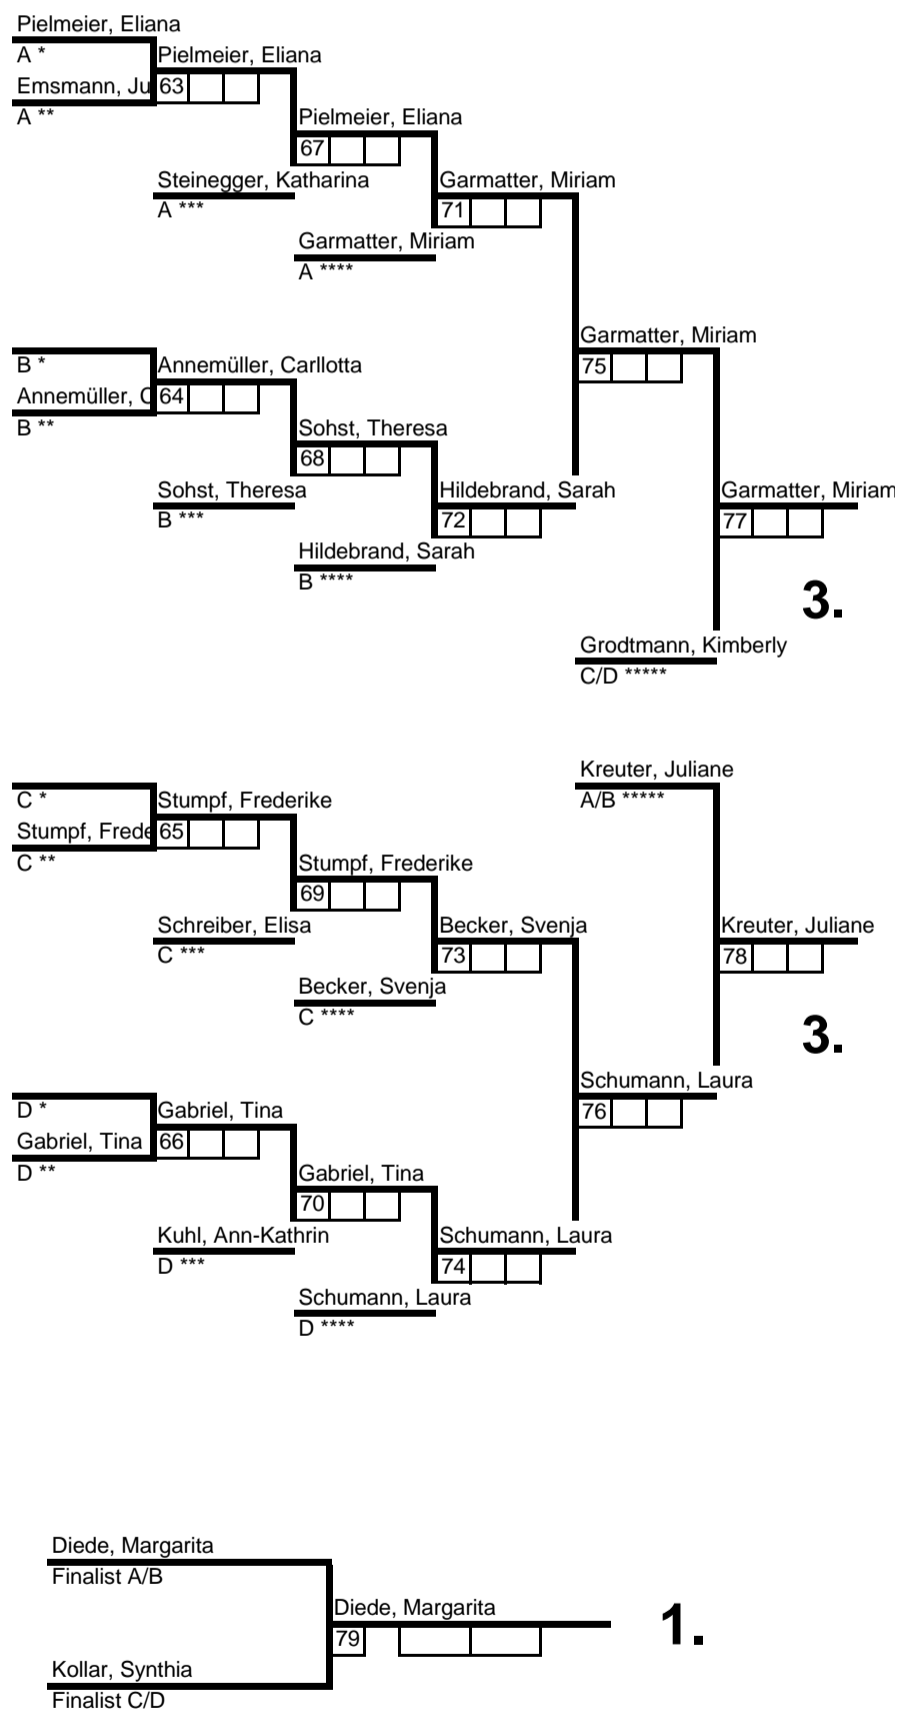 Pielmeier, Eliana
A *
Pielmeier, Eliana
Emsmann, Ju
63
A **
Pielmeier, Eliana
67
Steinegger, Katharina
A ***
Garmatter, Miriam
71
Garmatter, Miriam
A ****
Garmatter, Miriam
75
B *
Annemüller, Carllotta
Annemüller, C
64
B **
Sohst, Theresa
68
Sohst, Theresa
B ***
Hildebrand, Sarah
72
Hildebrand, Sarah
B ****
Garmatter, Miriam
77
3.
Grodtmann, Kimberly
C/D *****
Kreuter, Juliane
A/B *****
C *
Stumpf, Frederike
Stumpf, Frede
65
C **
Stumpf, Frederike
69
Schreiber, Elisa
C ***
Becker, Svenja
73
Becker, Svenja
C ****
Kreuter, Juliane
78
3.
Schumann, Laura
76
D *
Gabriel, Tina
Gabriel, Tina
66
D **
Gabriel, Tina
70
Kuhl, Ann-Kathrin
D ***
Schumann, Laura
74
Schumann, Laura
D ****
Diede, Margarita
Finalist A/B
Diede, Margarita
79
1.
Kollar, Synthia
Finalist C/D